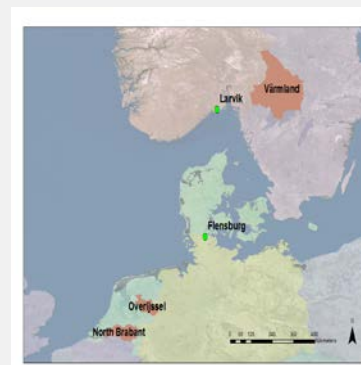 Värmland
Larvik
Flensburg
Overijssel
North Brabant